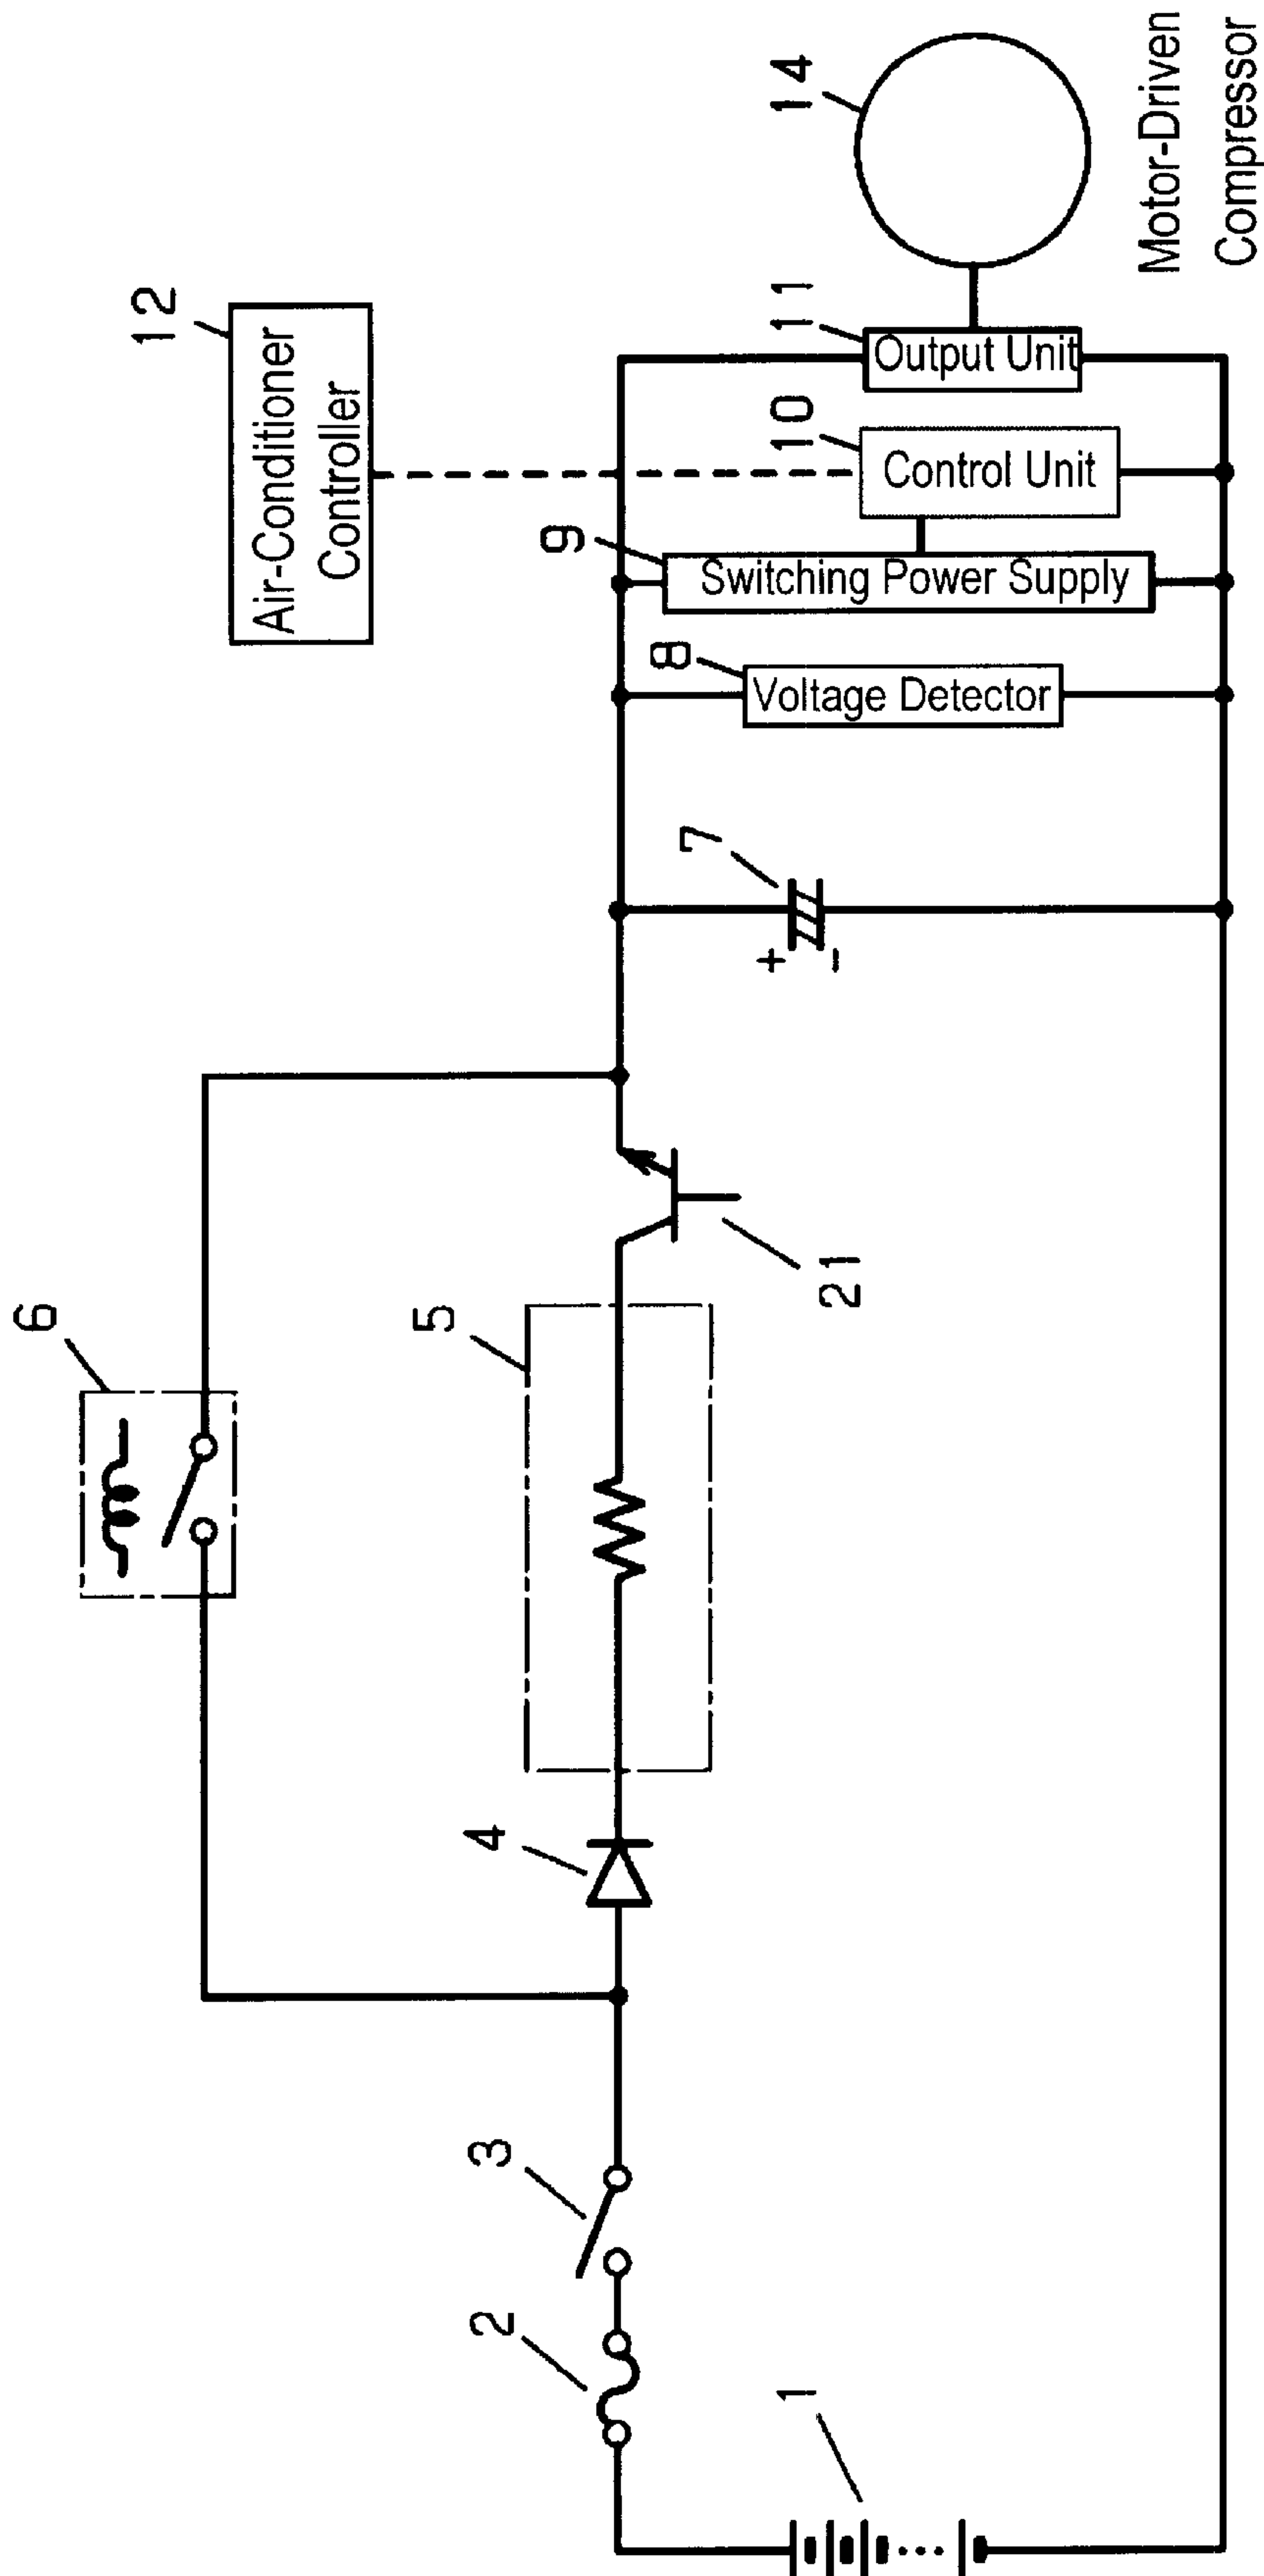 6
12
Air-Conditioner
Controller
5
4
3
2
21
9
7
+
-
8
Voltage Detector
Switching Power Supply
10
Control Unit
11
Output Unit
14
1
Motor-Driven
Compressor